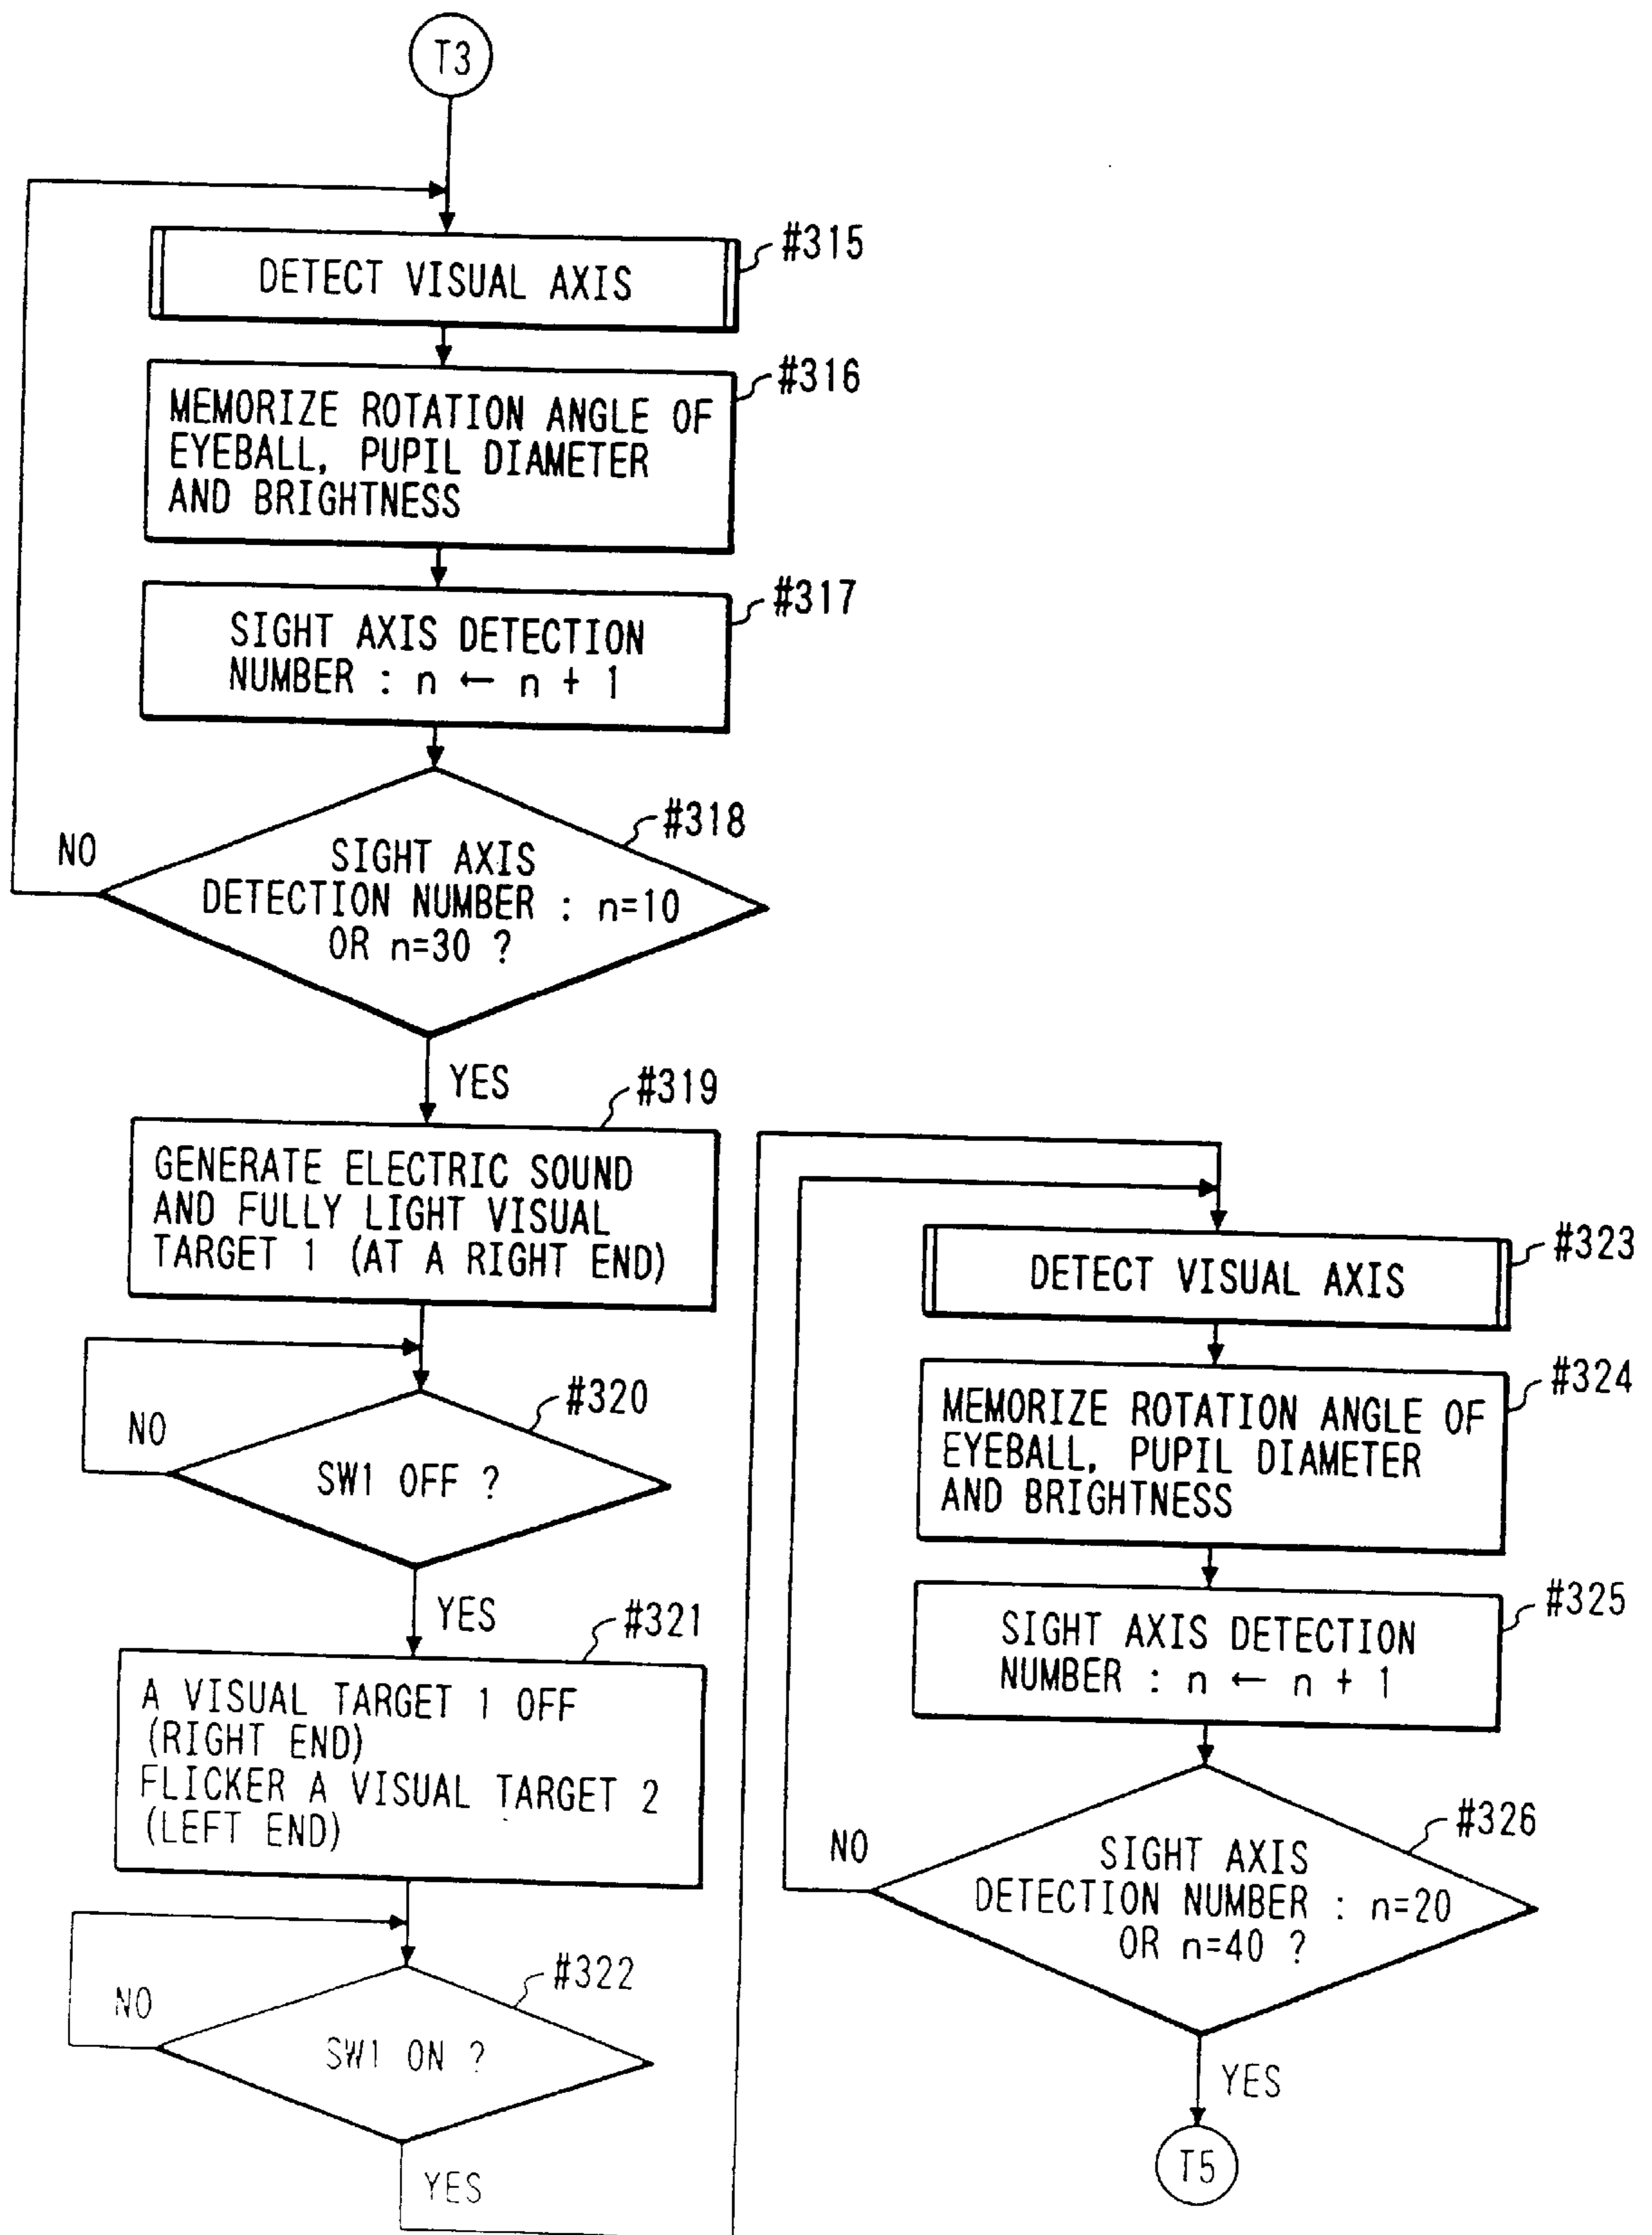 T3
#315
DETECT VISUAL AXIS
#316
MEMORIZE ROTATION ANGLE OF
EYEBALL, PUPIL DIAMETER
AND BRIGHTNESS
#317
SIGHT AXIS DETECTION
NUMBER : n ← n + 1
#318
NO
SIGHT AXIS
DETECTION NUMBER : n=10
OR n=30 ?
YES
#319
GENERATE ELECTRIC SOUND
AND FULLY LIGHT VISUAL
TARGET 1 (AT A RIGHT END)
#320
NO
SW1 OFF ?
YES
#321
A VISUAL TARGET 1 OFF
(RIGHT END)
FLICKER A VISUAL TARGET 2
(LEFT END)
#322
NO
SW1 ON ?
YES
#323
DETECT VISUAL AXIS
#324
MEMORIZE ROTATION ANGLE OF
EYEBALL, PUPIL DIAMETER
AND BRIGHTNESS
#325
SIGHT AXIS DETECTION
NUMBER : n ← n + 1
#326
NO
SIGHT AXIS
DETECTION NUMBER : n=20
OR n=40 ?
YES
T5